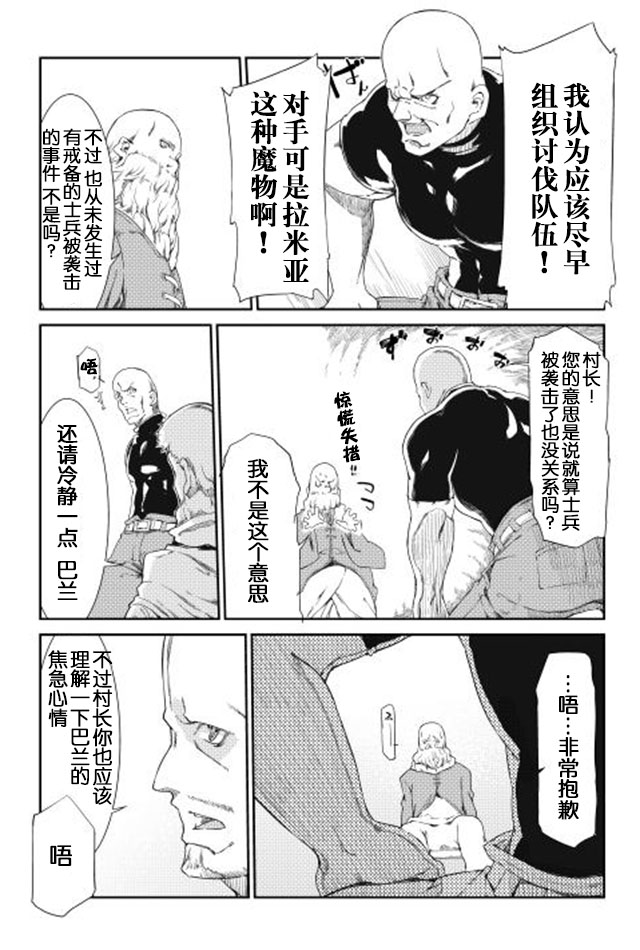 我认为应该尽早
组织讨伐队伍！
对手可是拉米亚
这种魔物啊！
ばん
不过 也从未发生过
有戒备的士兵被袭击
的事件 不是吗？
村长！
您的意思是说就算士兵
被袭击了也没关系吗？
惊慌失措!!
我不是这个意思
唔
还请冷静一点 巴兰
…唔…非常抱歉
不过村长你也应该
理解一下巴兰的
焦急心情
唔